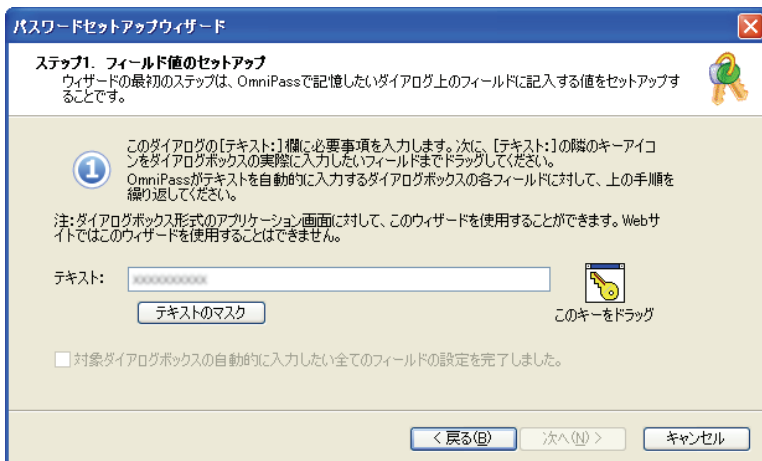 パスワードセットアップウィザード
ステップ1. フィールド値のセットアップ
ウィザードの最初のステップは、OmniPassで記憶したいダイアログ上のフィールドに記入する値をセットアップす
ることです。
1
このダイアログの[テキスト:]欄に必要事項を入力します。次に、[テキスト:]の隣のキーアイコ
ンをダイアログボックスの実際に入力したいフィールドまでドラッグしてください。
OmniPassがテキストを自動的に入力するダイアログボックスの各フィールドに対して、上の手順を
繰り返してください。
注:ダイアログボックス形式のアプリケーション画面に対して、このウィザードを使用することができます。Webサ
イトではこのウィザードを使用することはできません。
テキスト: xxxxxxxxxxx
テキストのマスク
このキーをドラッグ
対象ダイアログボックスの自動的に入力したい全てのフィールドの設定を完了しました。
< 戻る(B) 次へ(N) > キャンセル